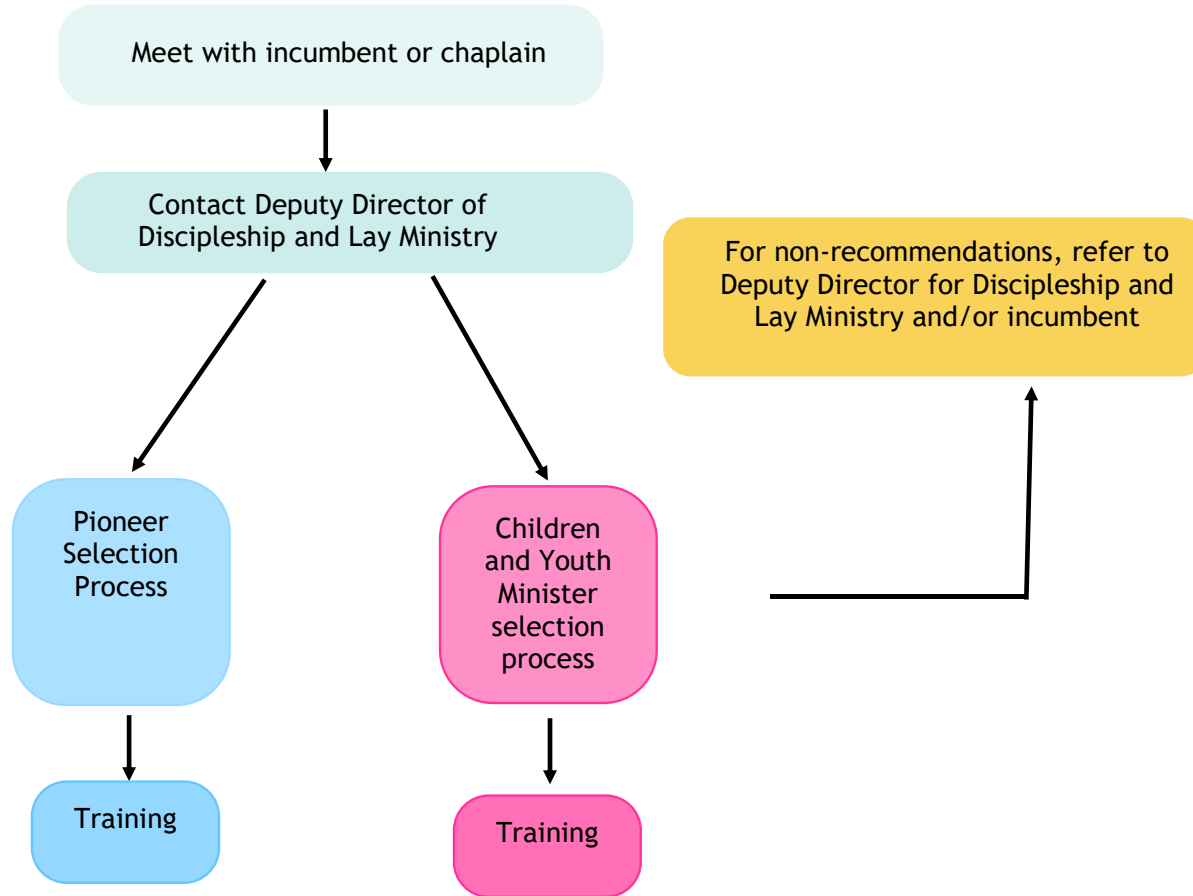 Meet with incumbent or chaplain
Contact Deputy Director of
Discipleship and Lay Ministry
For non-recommendations, refer to
Deputy Director for Discipleship and
Lay Ministry and/or incumbent
Pioneer
Selection
Process
Children
and Youth
Minister
selection
process
Training
Training